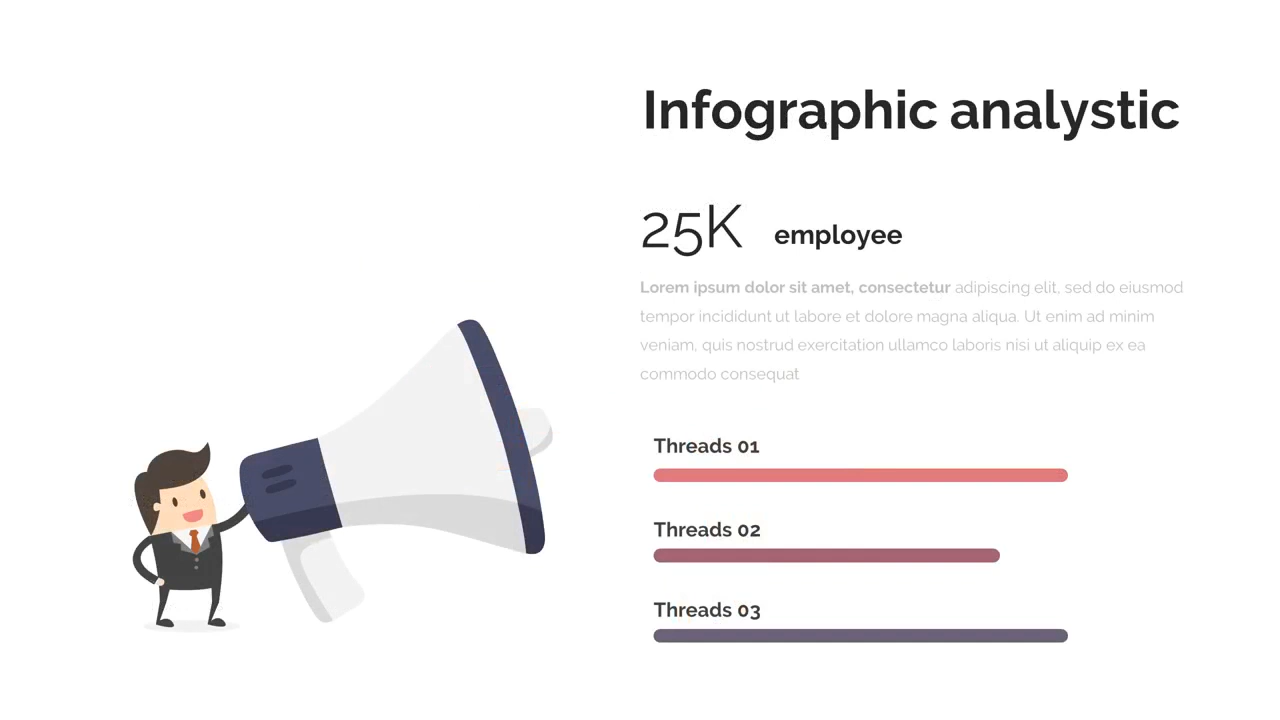 Infographic analystic
25K employee
Lorem ipsum dolor sit amet, consectetur adipiscing elit, sed do eiusmod
tempor incididunt ut labore et dolore magna aliqua. Ut enim ad minim
veniam, quis nostrud exercitation ullamco laboris nisi ut aliquip ex ea
commodo consequat
Threads 01
Threads 02
Threads 03